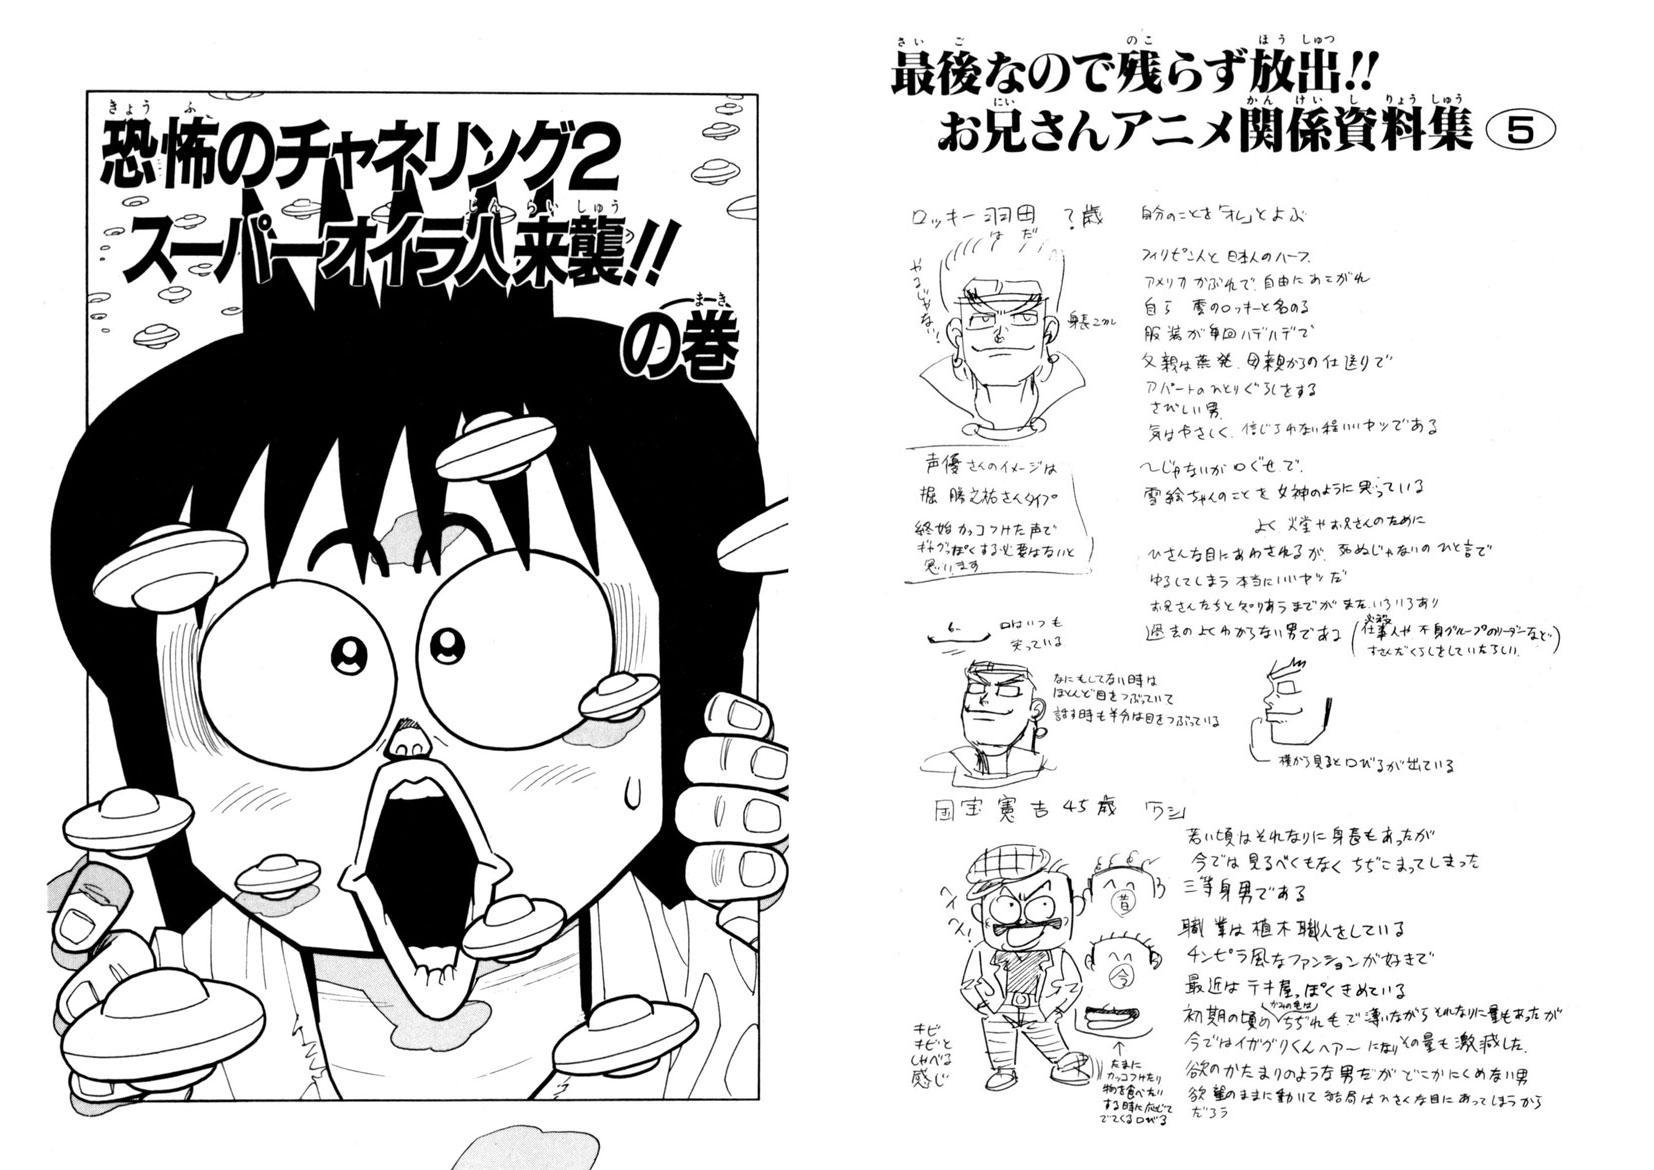 最後なので残らず放出!!
お兄さんアニメ関係資料集⑤
ロッキー羽田 ?歳
はだ
自分のことを「オレ」とよぶ
やつじゃない!
フィリピン人と日本人のハーフ
アメリカかぶれで、自由にあこがれ
自ら 愛のロッキーと名のる
服装が毎回ハデハデで
父親は蒸発、母親からの仕送りで
アパートのひとりぐらしをする
さびしい男
気はやさしく、信じられない程いいヤツである
〜じゃないが口ぐせで、
雪絵ちゃんのことを女神のように思っている
よく 火堂やお兄さんのために
ひさんな目にあわされるが、死ぬじゃないのひと言で
ゆるしてしまう本当にいいヤツだ
お兄さんたちと知りあうまでがまた、いろいろあり
過去のよくわからない男である
(必殺仕事人や不良グループのリーダーなど
すさんだくらしをしていたらしい。)
声優さんのイメージは
堀 勝之祐さんタイプ
終始カッコつけた声で
ギャグっぽくする必要はないと
思います
口はいつも
笑っている
なにもしてない時は
ほとんど目をつぶっていて
話す時も半分は目をつぶっている
横から見ると口びるが出ている
国宝憲吉45歳 「ワシ」
若い頃はそれなりに身長もあったが
今では見るべくもなくちぢこまってしまった
三等身男である
職業は植木職人をしている
チンピラ風なファッションが好きで
最近はテキ屋っぽくきめている
初期の頃のかみの毛はちぢれ毛で薄いながらそれなりに量もあったが
今ではイガグリくんヘアーになりその量も激減した。
欲のかたまりのような男だがどこかにくめない男
欲望のままに動いて結局はひさんな目にあってしまうから
だろう
昔
今
キビ
キビと
しゃべる
感じ
たまに
カッコつけたり
物を食べたい
する時に応じて
でてくる口びる
恐怖のチャネリング2
きょうふ
スーパーオイラ人来襲!!
じんらいしゅう
の巻
まき